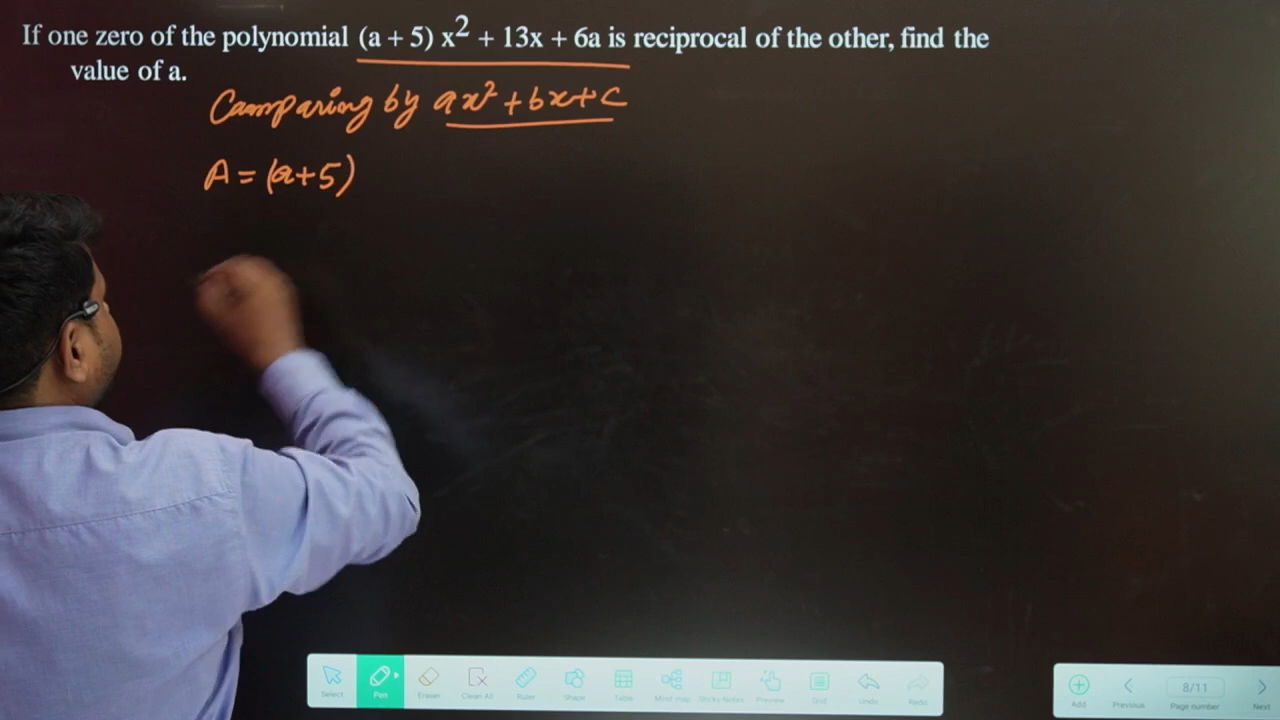 If one zero of the polynomial (a + 5) x² + 13x + 6a is reciprocal of the other, find the
value of a.
Comparing by ax² + bx + c
A = (a+5)
Select Pen Eraser Clean All Ruler Shape Table Mind map Sticky Notes Preview Grid Undo Redo
Add Previous 8/11 Page number Next